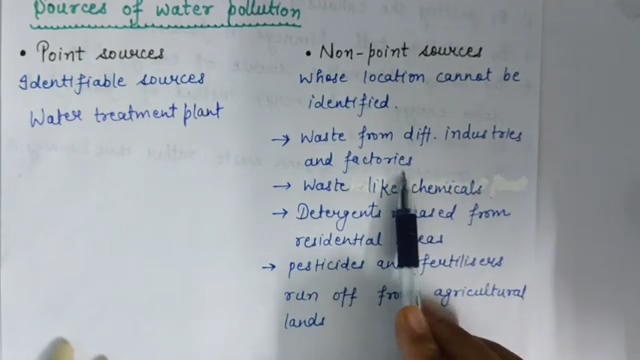 Sources of water pollution
• Point sources
Identifiable sources
Water treatment plant
• Non-point sources
Whose location cannot be
identified.
→ Waste from diff. industries
and factories
→ Waste like chemicals.
→ Detergents from
residential
→ pesticides and fertilisers
run off agricultural
lands